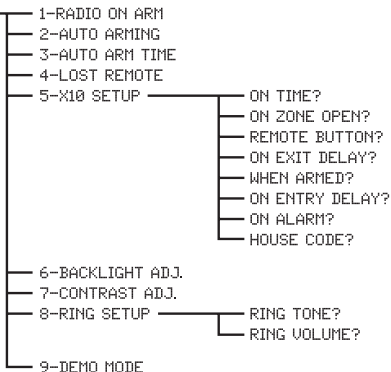 1-RADIO ON ARM
2-AUTO ARMING
3-AUTO ARM TIME
4-LOST REMOTE
5-X10 SETUP
ON TIME?
ON ZONE OPEN?
REMOTE BUTTON?
ON EXIT DELAY?
WHEN ARMED?
ON ENTRY DELAY?
ON ALARM?
HOUSE CODE?
6-BACKLIGHT ADJ.
7-CONTRAST ADJ.
8-RING SETUP
RING TONE?
RING VOLUME?
9-DEMO MODE